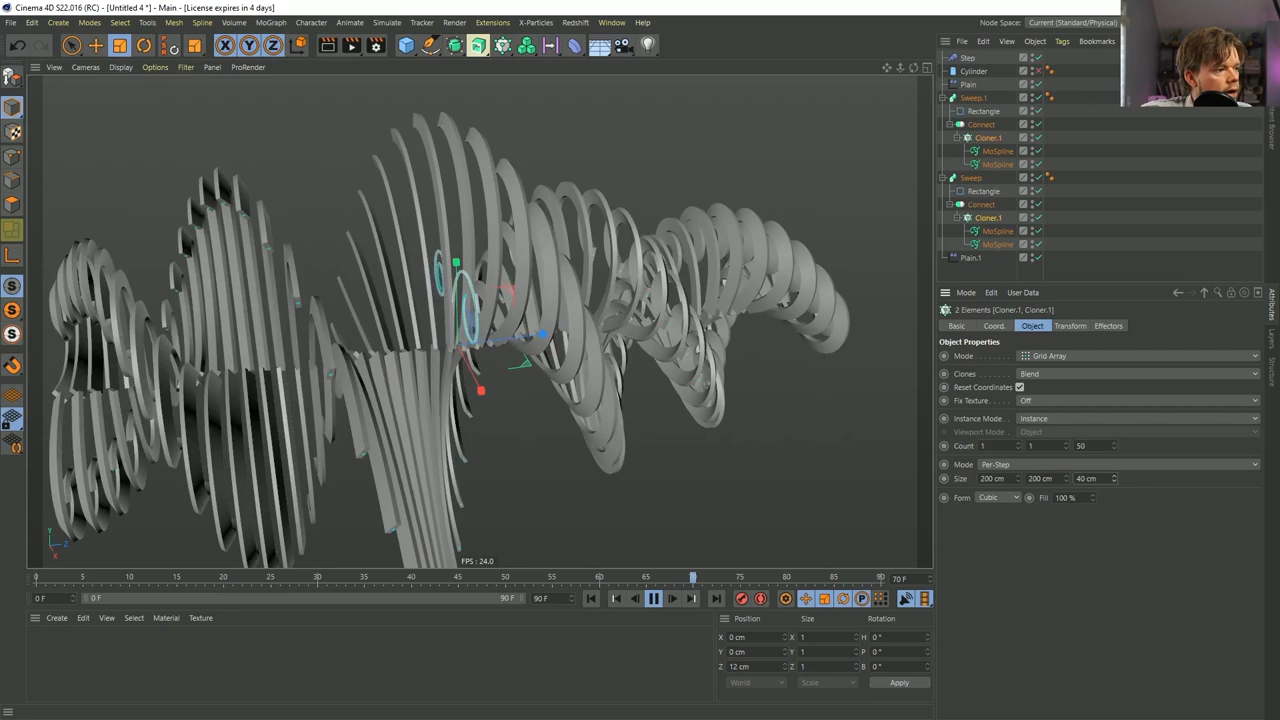 Cinema 4D S22.016 (RC) - [Untitled 4 *] - Main - [License expires in 4 days]
File Edit Create Modes Select Tools Mesh Spline Volume MoGraph Character Animate Simulate Tracker Render Extensions X-Particles Redshift Window Help
Node Space: Current (Standard/Physical)
View Cameras Display Options Filter Panel ProRender
File Edit View Object Tags Bookmarks
Step
Cylinder
Plain
Sweep.1
Rectangle
Connect
Cloner.1
MoSpline
MoSpline
Sweep
Rectangle
Connect
Cloner.1
MoSpline
MoSpline
Plain.1
Content Browser
Mode Edit User Data
2 Elements [Cloner.1, Cloner.1]
Basic Coord. Object Transform Effectors
Object Properties
Mode Grid Array
Clones Blend
Reset Coordinates
Fix Texture Off
Instance Mode Instance
Viewport Mode Object
Count 1 1 50
Mode Per-Step
Size 200 cm 200 cm 40 cm
Form Cubic Fill 100 %
Attributes
Structure
Y
Z
X
FPS : 24.0
0 5 10 15 20 25 30 35 40 45 50 55 60 65 70 75 80 85 90 70 F
0 F 0 F 90 F 90 F
Create Edit View Select Material Texture
Position Size Rotation
X 0 cm X 1 H 0 °
Y 0 cm Y 1 P 0 °
Z 12 cm Z 1 B 0 °
World Scale Apply